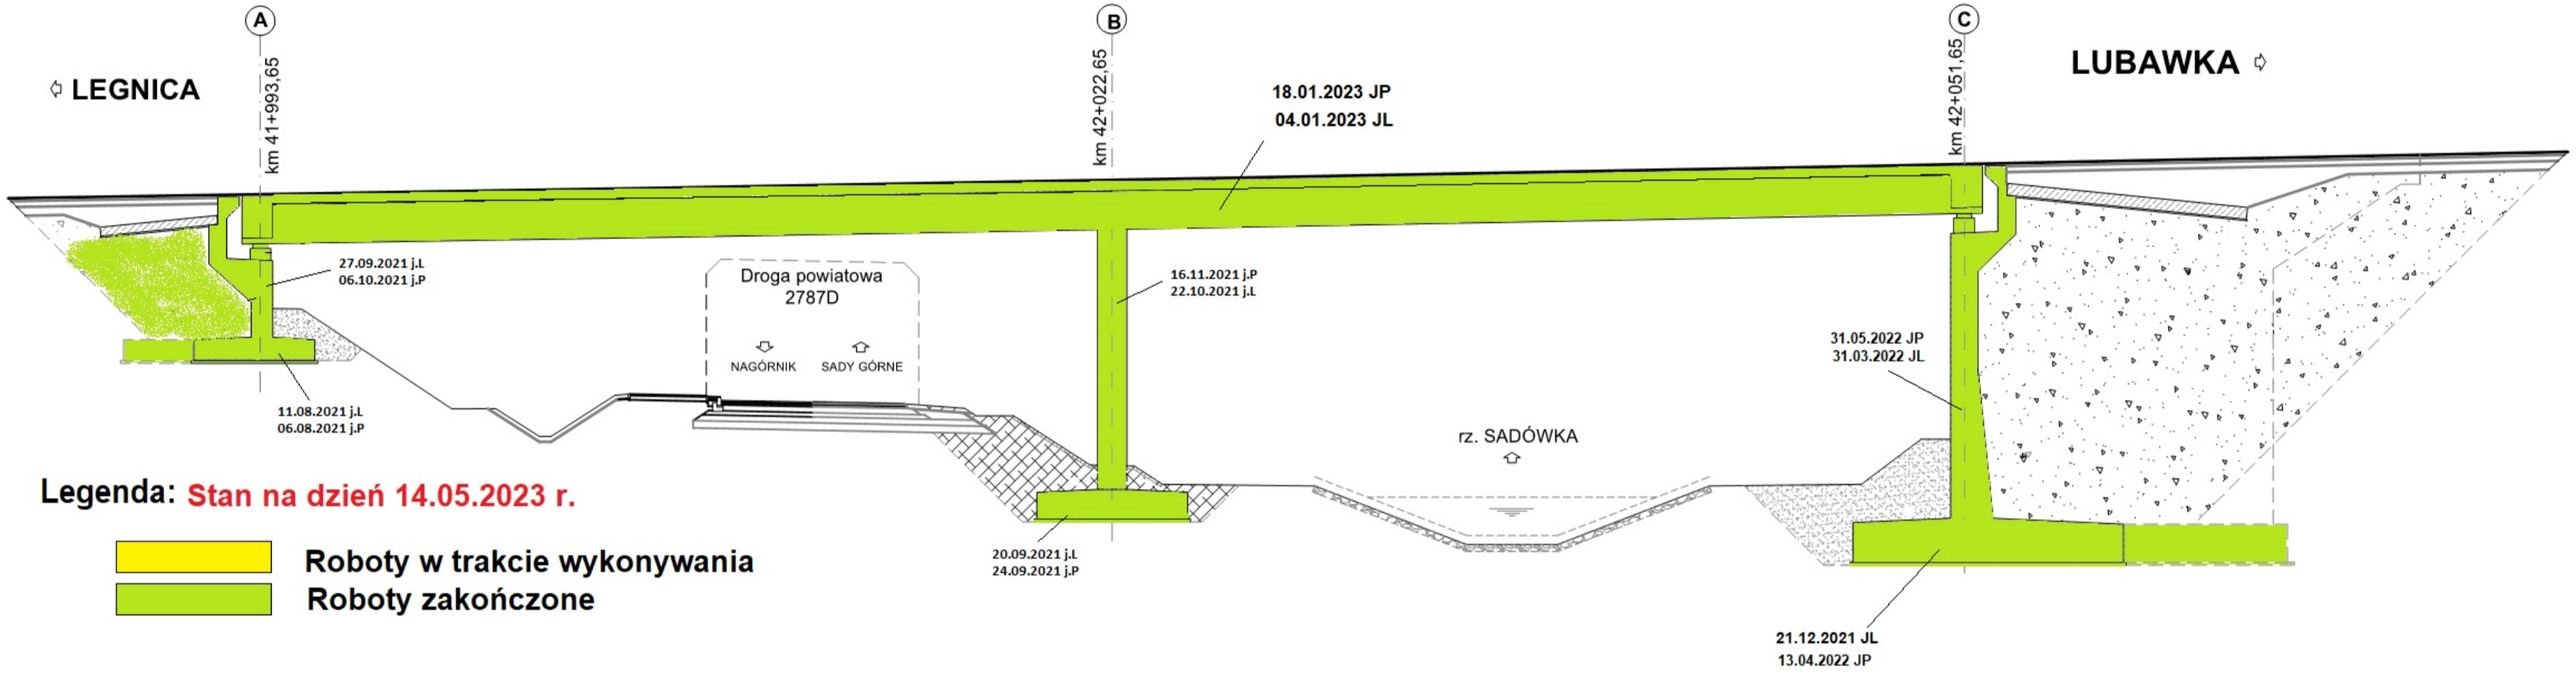 A
B
C
LEGNICA
km 41+993,65
km 42+022,65
km 42+051,65
LUBAWKA
18.01.2023 JP
04.01.2023 JL
27.09.2021 j.L
06.10.2021 j.P
Droga powiatowa
2787D
NAGÓRNIK
SADY GÓRNE
16.11.2021 j.P
22.10.2021 j.L
31.05.2022 JP
31.03.2022 JL
11.08.2021 j.L
06.08.2021 j.P
rz. SADÓWKA
Legenda: Stan na dzień 14.05.2023 r.
Roboty w trakcie wykonywania
Roboty zakończone
20.09.2021 j.L
24.09.2021 j.P
21.12.2021 JL
13.04.2022 JP